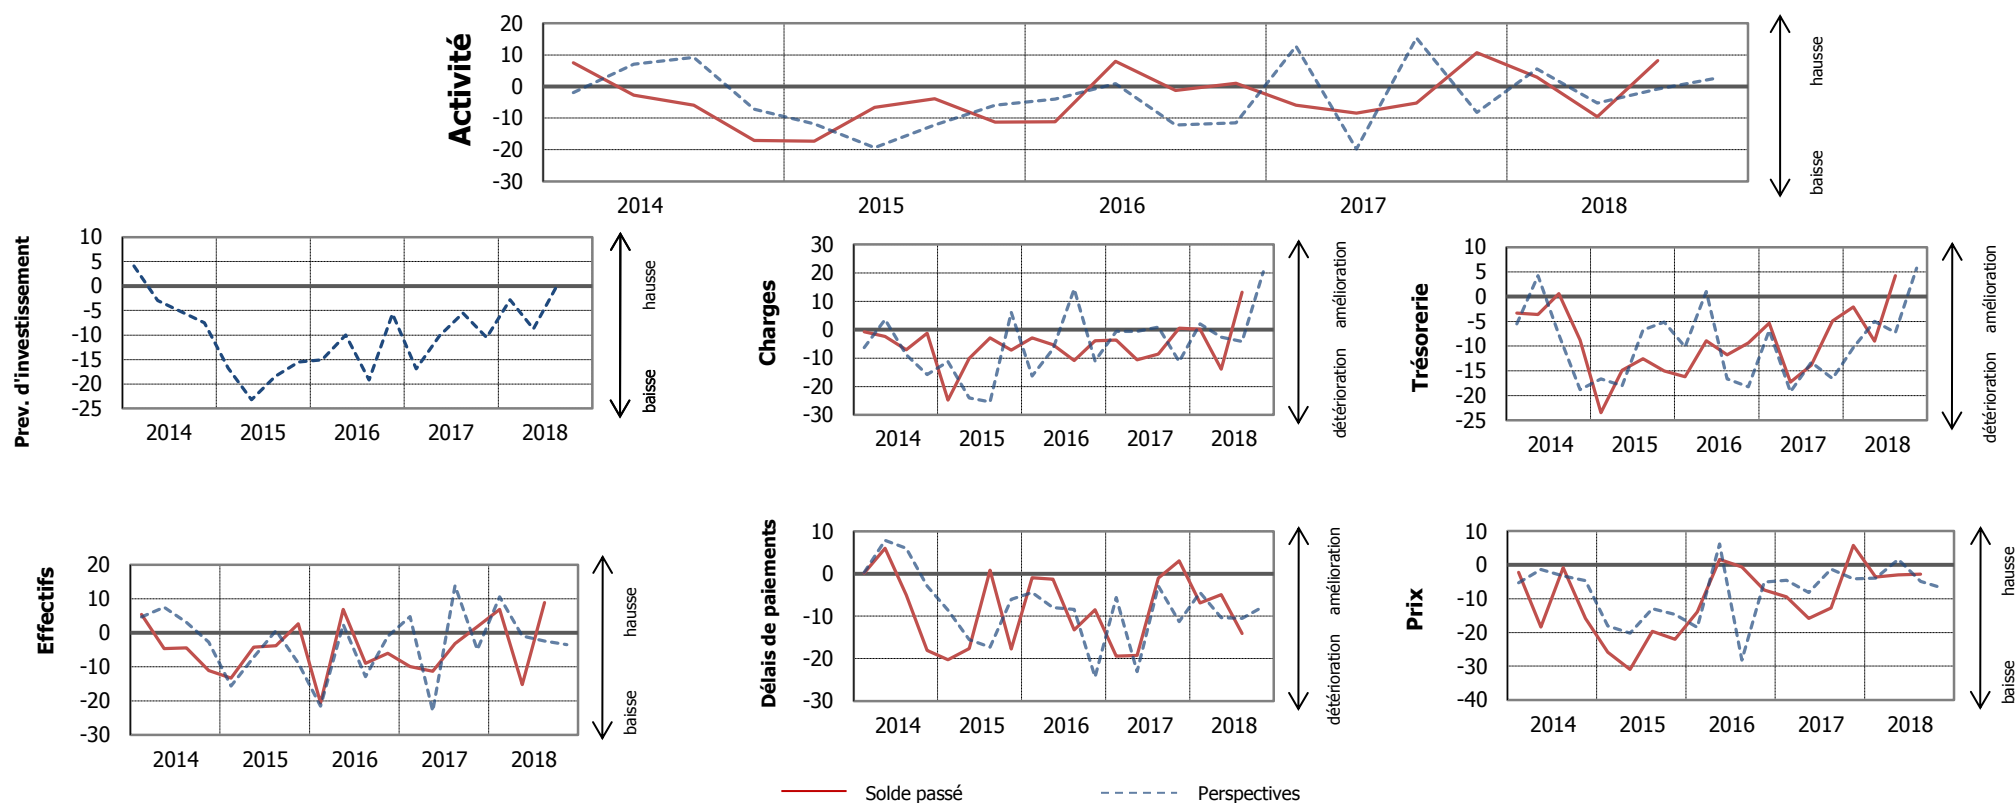 Activité
20
10
0
-10
-20
-30
2014 2015 2016 2017 2018
hausse
baisse
Prev. d'investissement
10
5
0
-5
-10
-15
-20
-25
2014 2015 2016 2017 2018
hausse
baisse
Charges
30
20
10
0
-10
-20
-30
2014 2015 2016 2017 2018
amélioration
détérioration
Trésorerie
10
5
0
-5
-10
-15
-20
-25
2014 2015 2016 2017 2018
amélioration
détérioration
Effectifs
20
10
0
-10
-20
-30
2014 2015 2016 2017 2018
hausse
baisse
Délais de paiements
10
0
-10
-20
-30
2014 2015 2016 2017 2018
amélioration
détérioration
Prix
10
0
-10
-20
-30
-40
2014 2015 2016 2017 2018
hausse
baisse
Solde passé Perspectives